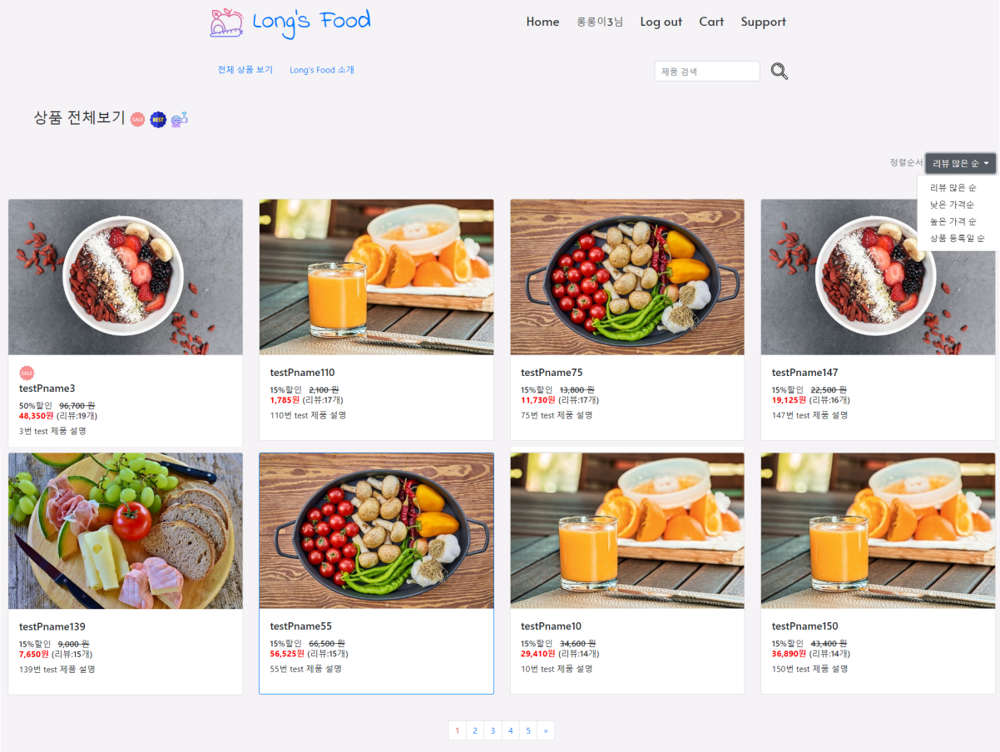 Long's Food
Home 롱롱이3님 Log out Cart Support
전체 상품 보기 Long's Food 소개
제품 검색
상품 전체보기 SALE BEST
정렬순서 리뷰 많은 순
리뷰 많은 순
낮은 가격순
높은 가격 순
상품 등록일 순
SALE
testPname3
50%할인 96,700 원
48,350원 (리뷰:19개)
3번 test 제품 설명
testPname110
15%할인 2,100 원
1,785원 (리뷰:17개)
110번 test 제품 설명
testPname75
15%할인 13,800 원
11,730원 (리뷰:17개)
75번 test 제품 설명
testPname147
15%할인 22,500 원
19,125원 (리뷰:16개)
147번 test 제품 설명
testPname139
15%할인 9,000 원
7,650원 (리뷰:15개)
139번 test 제품 설명
testPname55
15%할인 66,500 원
56,525원 (리뷰:15개)
55번 test 제품 설명
testPname10
15%할인 34,600 원
29,410원 (리뷰:14개)
10번 test 제품 설명
testPname150
15%할인 43,400 원
36,890원 (리뷰:14개)
150번 test 제품 설명
1 2 3 4 5 »